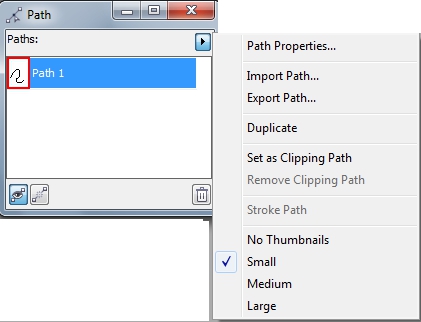 Path
Paths:
Path 1
Path Properties...
Import Path...
Export Path...
Duplicate
Set as Clipping Path
Remove Clipping Path
Stroke Path
No Thumbnails
Small
Medium
Large